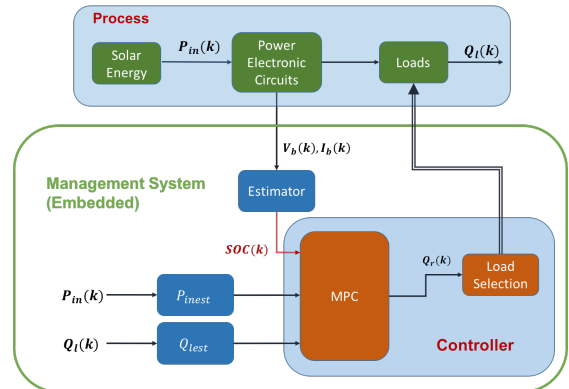 Process
Solar
Energy
P_in(k)
Power
Electronic
Circuits
Loads
Q_l(k)
V_b(k), I_b(k)
Management System
(Embedded)
Estimator
SOC(k)
MPC
Q_r(k)
Load
Selection
P_in(k)
P_inest
Q_l(k)
Q_lest
Controller